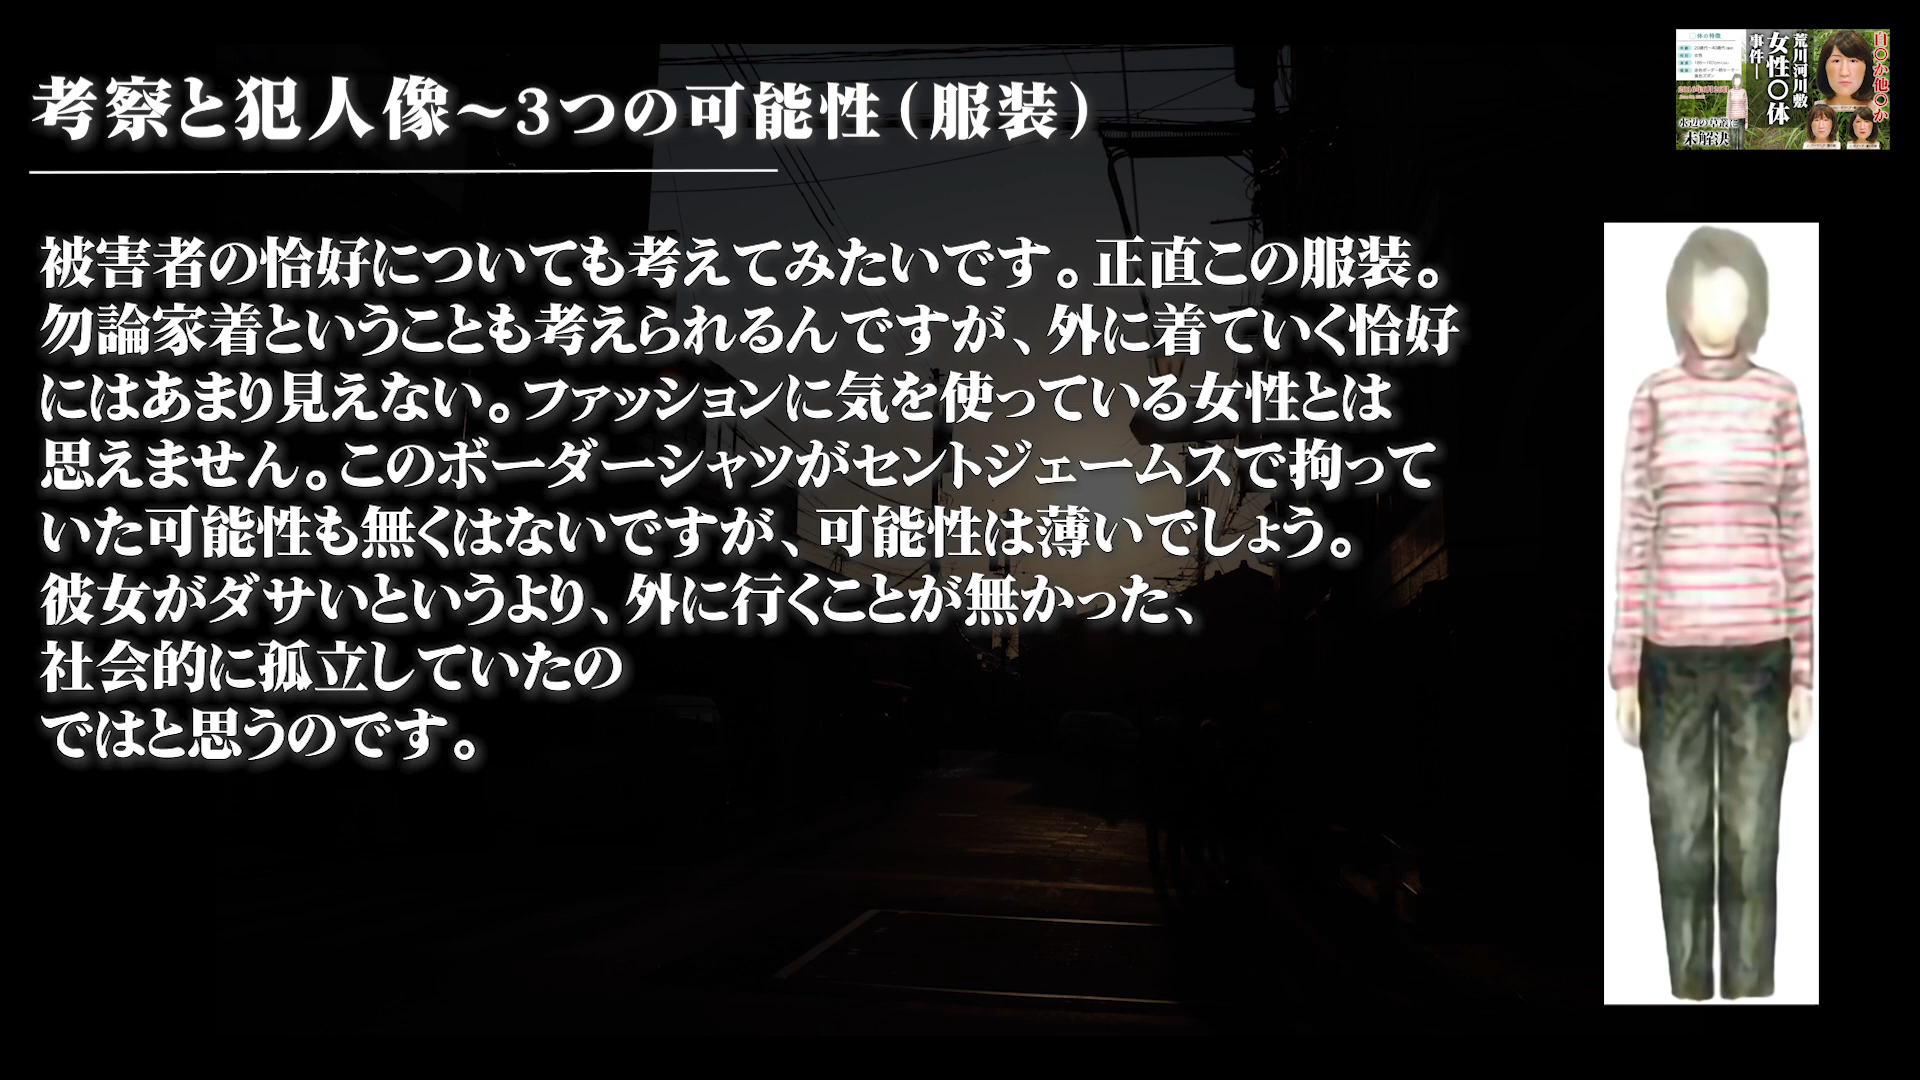 考察と犯人像～3つの可能性（服装）
被害者の恰好についても考えてみたいです。正直この服装。
勿論家着ということも考えられるんですが、外に着ていく恰好
にはあまり見えない。ファッションに気を使っている女性とは
思えません。このボーダーシャツがセントジェームスで拘って
いた可能性も無くはないですが、可能性は薄いでしょう。
彼女がダサいというより、外に行くことが無かった、
社会的に孤立していたの
ではと思うのです。
自〇か他〇か
荒川河川敷
女性〇体
事件
未解決